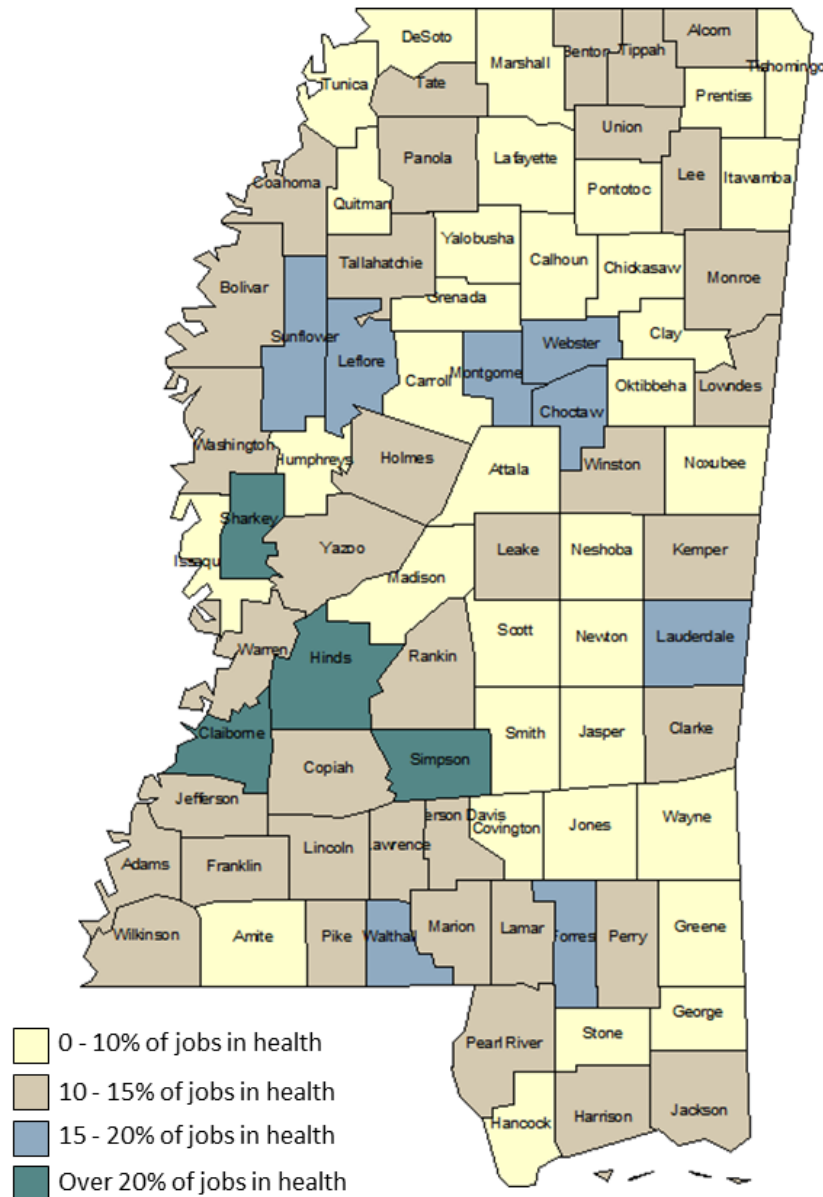 DeSoto
Marshall
Benton
Tippah
Alcorn
Tishomingo
Tunica
Tate
Prentiss
Union
Panola
Lafayette
Coahoma
Quitman
Pontotoc
Lee
Itawamba
Yalobusha
Tallahatchie
Calhoun
Chickasaw
Monroe
Bolivar
Grenada
Sunflower
Leflore
Webster
Clay
Carroll
Montgome
Oktibbeha
Lowndes
Choctaw
Washington
Humphreys
Holmes
Attala
Winston
Noxubee
Sharkey
Yazoo
Leake
Neshoba
Kemper
Issaqu
Madison
Scott
Newton
Lauderdale
Warren
Hinds
Rankin
Claiborne
Simpson
Smith
Jasper
Clarke
Copiah
Jefferson
erson Davis
Covington
Jones
Wayne
Lincoln
Lawrence
Adams
Franklin
Wilkinson
Amite
Pike
Walthall
Marion
Lamar
Forres
Perry
Greene
George
Stone
Pearl River
Hancock
Harrison
Jackson
0 - 10% of jobs in health
10 - 15% of jobs in health
15 - 20% of jobs in health
Over 20% of jobs in health